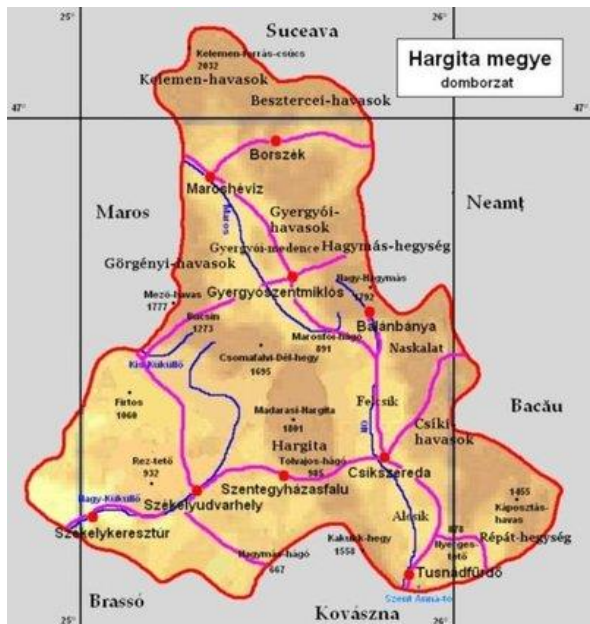 Suceava
25°
26°
Kelemen-forrás-csúcs
2032
Kelemen-havasok
Hargita megye
domborzat
Besztercei-havasok
47°
47°
Borszék
Maroshévíz
Maros
Maros
Neamț
Gyergyói-
havasok
Gyergyói-medence
Hagymás-hegység
Görgényi-havasok
Nagy-Hagymás
1792
Mező-havas
1777
Gyergyószentmiklós
Bucsin
1273
Balánbánya
Marosfői-hágó
891
Naskalat
Kis-Küküllő
Csomafalvi-Dél-hegy
1695
Firtos
1060
Felcsík
Bacău
Madarasi-Hargita
1801
Csíki-
havasok
Olt
Hargita
Rez-tető
932
Tolvajos-hágó
985
Csíkszereda
Szentegyházasfalu
Nagy-Küküllő
Székelyudvarhely
1455
Káposztás-
havas
Székelykeresztúr
Alcsík
878
Nyerges-
tető
Répát-hegység
Hagymás-hágó
667
Kakukk-hegy
1558
Tusnádfürdő
Szent Anna-tó
Brassó
Kovászna
25°
26°